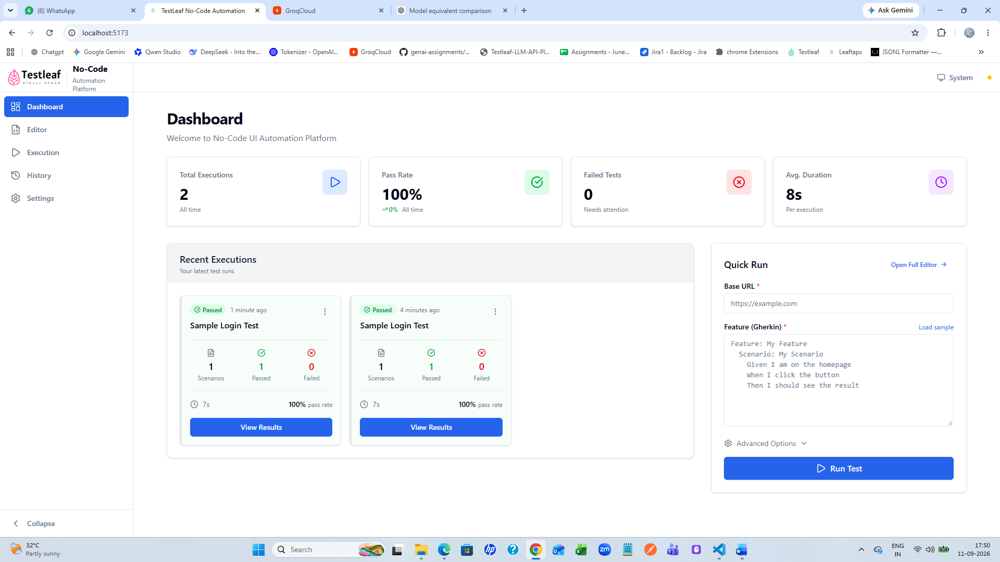 6 (6) WhatsApp
TestLeaf No-Code Automation
GroqCloud
Model equivalent comparison
Ask Gemini
localhost:5173
Chatgpt
Google Gemini
Qwen Studio
DeepSeek - Into the...
Tokenizer - OpenAI...
GroqCloud
genai-assignments/...
Testleaf-LLM-API-Pl...
Assignments - June...
Jira1 - Backlog - Jira
chrome Extensions
Testleaf
Leaftaps
JSONL Formatter —...
Testleaf
Always Ahead
No-Code
Automation
Platform
System
Dashboard
Editor
Execution
History
Settings
Collapse
Dashboard
Welcome to No-Code UI Automation Platform
Total Executions
2
All time
Pass Rate
100%
0% All time
Failed Tests
0
Needs attention
Avg. Duration
8s
Per execution
Recent Executions
Your latest test runs
Passed 1 minute ago
Sample Login Test
1 1 0
Scenarios Passed Failed
7s 100% pass rate
View Results
Passed 4 minutes ago
Sample Login Test
1 1 0
Scenarios Passed Failed
7s 100% pass rate
View Results
Quick Run
Open Full Editor
Base URL *
https://example.com
Feature (Gherkin) *
Load sample
Feature: My Feature
Scenario: My Scenario
Given I am on the homepage
When I click the button
Then I should see the result
Advanced Options
Run Test
32°C
Partly sunny
Search
hp
zm
ENG
IN
17:50
11-09-2026